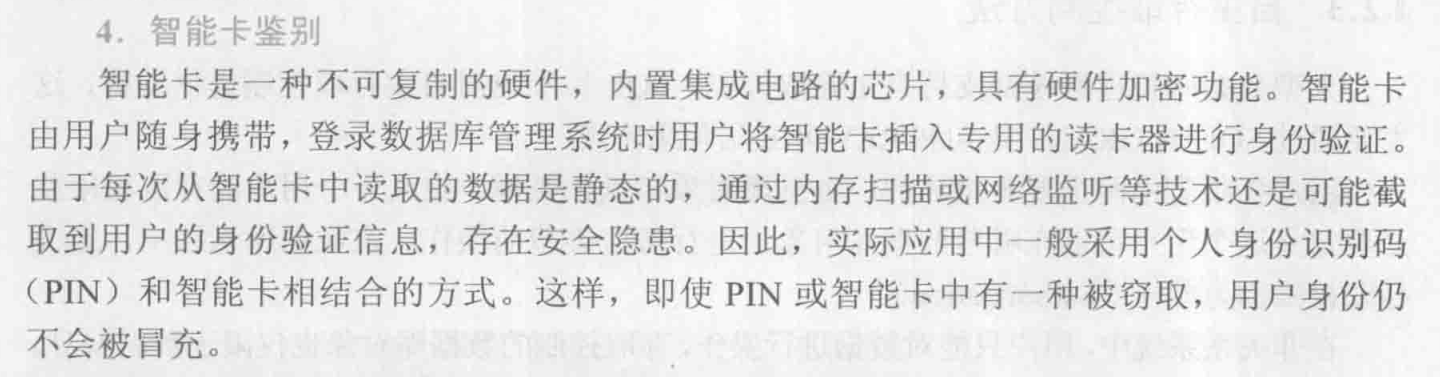 4. 智能卡鉴别
智能卡是一种不可复制的硬件，内置集成电路的芯片，具有硬件加密功能。智能卡
由用户随身携带，登录数据库管理系统时用户将智能卡插入专用的读卡器进行身份验证。
由于每次从智能卡中读取的数据是静态的，通过内存扫描或网络监听等技术还是可能截
取到用户的身份验证信息，存在安全隐患。因此，实际应用中一般采用个人身份识别码
（PIN）和智能卡相结合的方式。这样，即使 PIN 或智能卡中有一种被窃取，用户身份仍
不会被冒充。